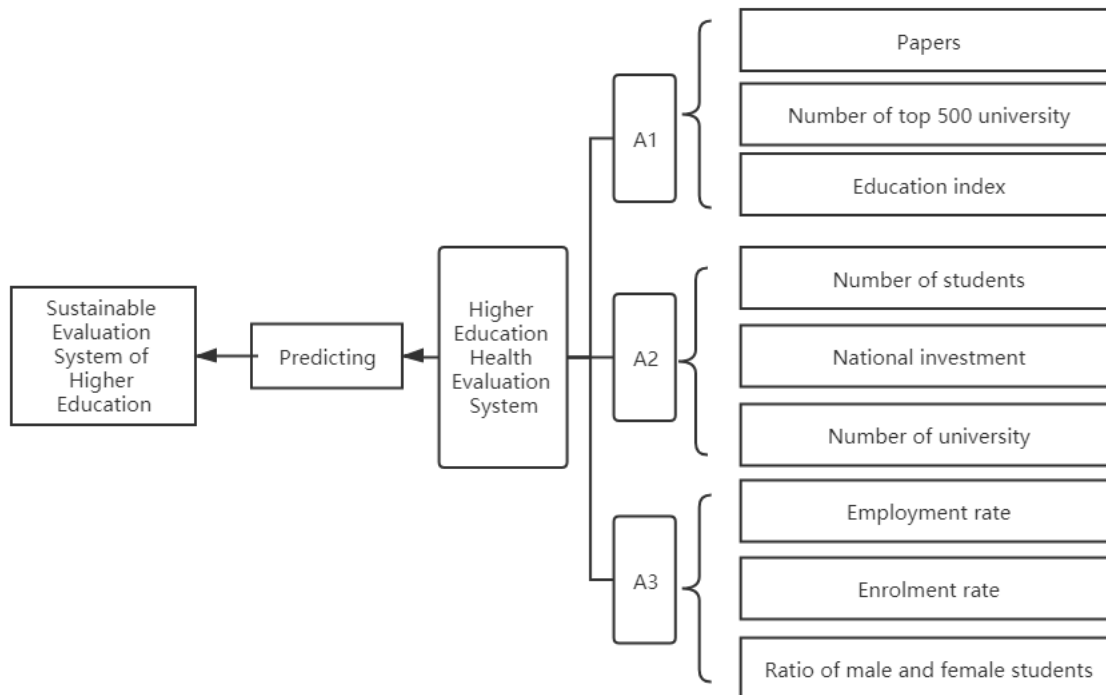 Sustainable
Evaluation
System of
Higher
Education
Predicting
Higher
Education
Health
Evaluation
System
A1
Papers
Number of top 500 university
Education index
A2
Number of students
National investment
Number of university
A3
Employment rate
Enrolment rate
Ratio of male and female students